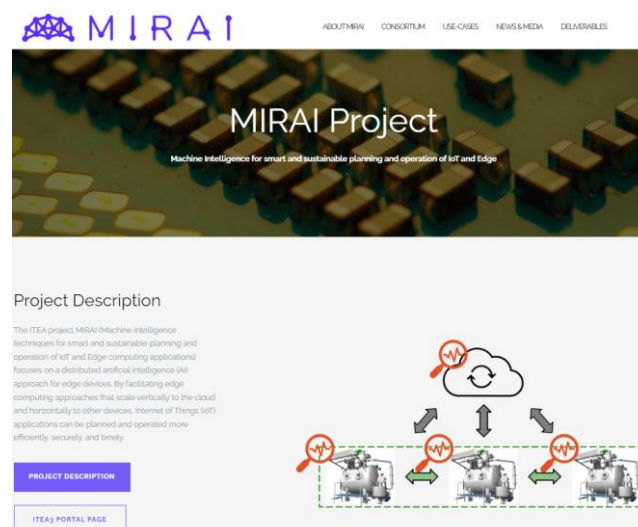 MIRAI
ABOUT MIRAI CONSORTIUM USE-CASES NEWS & MEDIA DELIVERABLES
MIRAI Project
Machine Intelligence for smart and sustainable planning and operation of IoT and Edge
Project Description
The ITEA project MIRAI (Machine intelligence
techniques for smart and sustainable planning and
operation of IoT and Edge computing applications)
focuses on a distributed artificial intelligence (AI)
approach for edge devices. By facilitating edge
computing approaches that scale vertically to the cloud
and horizontally to other devices, Internet of Things (IoT)
applications can be planned and operated more
efficiently, securely, and timely.
PROJECT DESCRIPTION
ITEA3 PORTAL PAGE